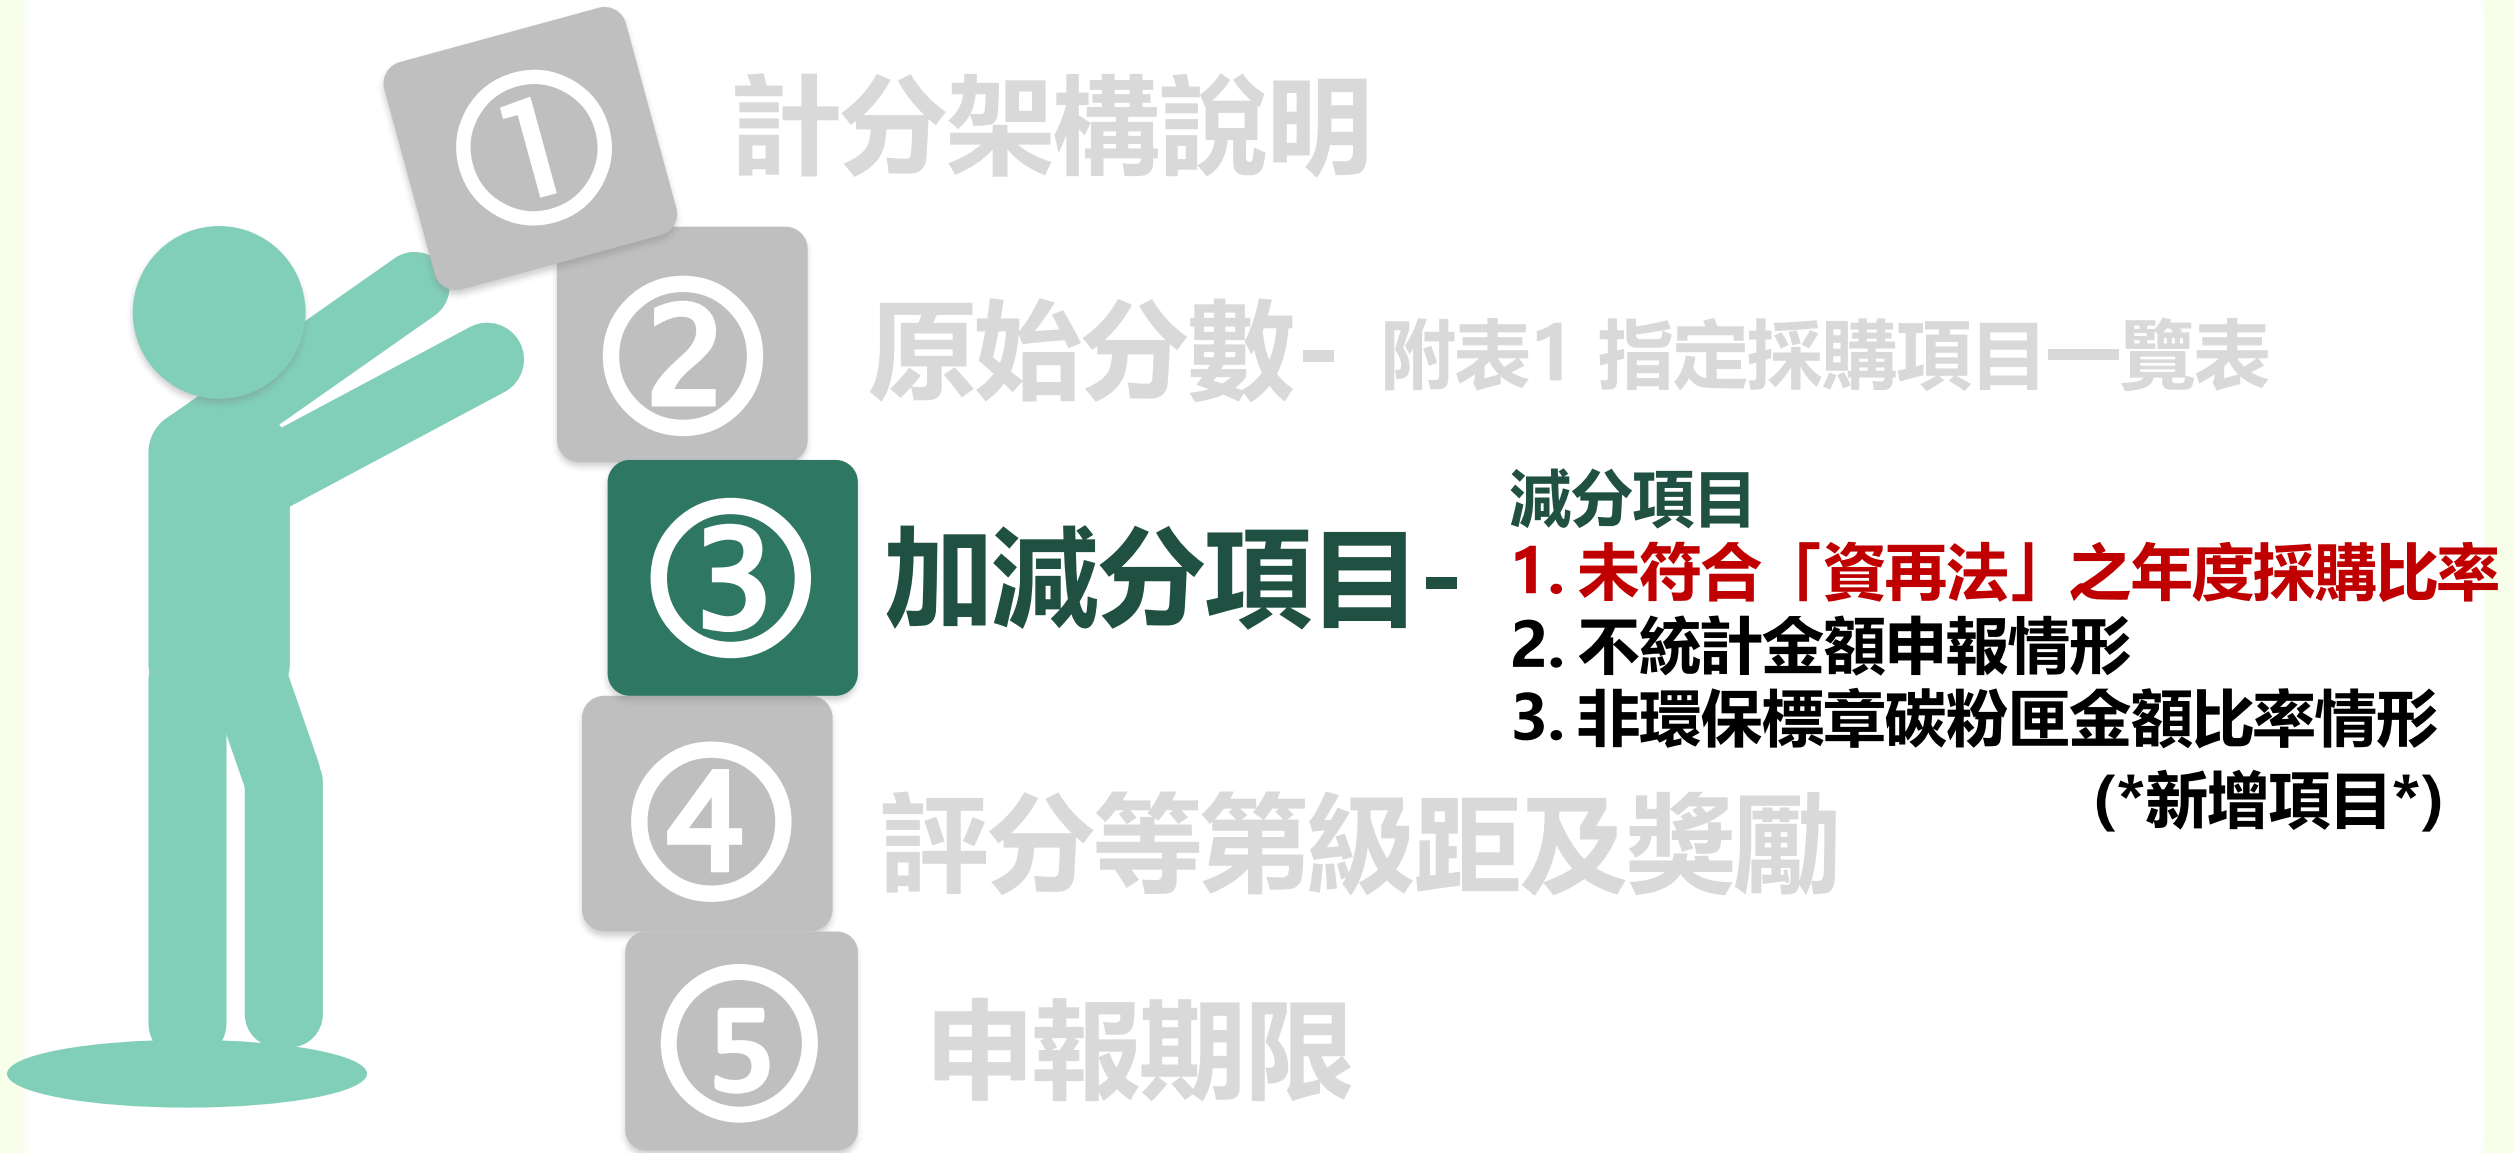 ① 計分架構說明
② 原始分數- 附表1 指定採購項目一覽表
③ 加減分項目-
減分項目
1. 未符合「資再法」之年度採購比率
2. 不統計金額申報情形
3. 非環保標章餐勾匡金額比率情形
(*新增項目*)
④ 評分等第級距及獎勵
⑤ 申報期限